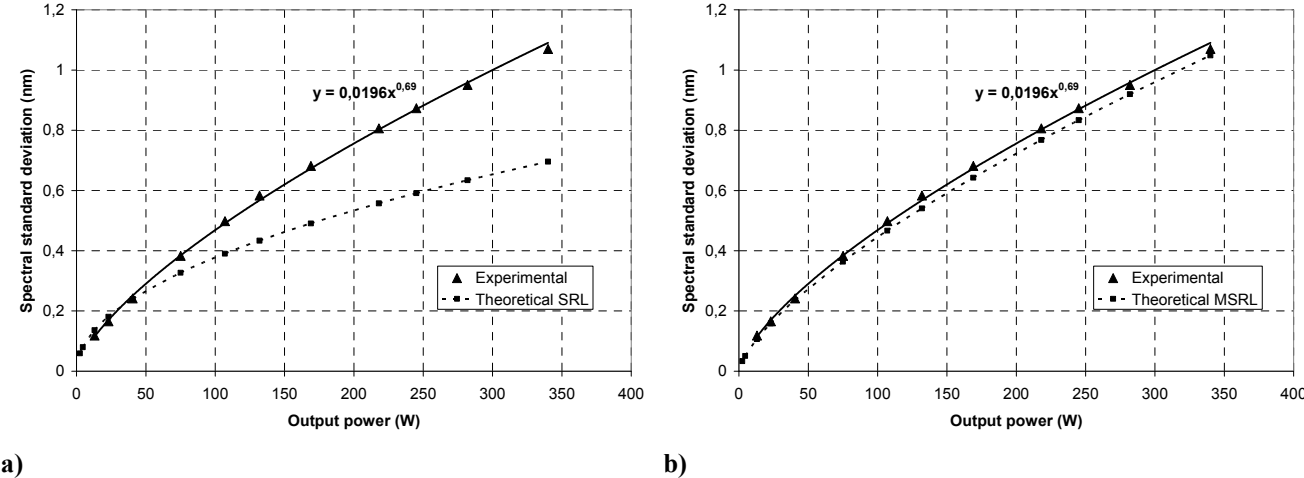 1,2
1
0,8
0,6
0,4
0,2
0
Spectral standard deviation (nm)
y = 0,0196x^0,69
Experimental
Theoretical SRL
0 50 100 150 200 250 300 350 400
Output power (W)
a)
1,2
1
0,8
0,6
0,4
0,2
0
Spectral standard deviation (nm)
y = 0,0196x^0,69
Experimental
Theoretical MSRL
0 50 100 150 200 250 300 350 400
Output power (W)
b)